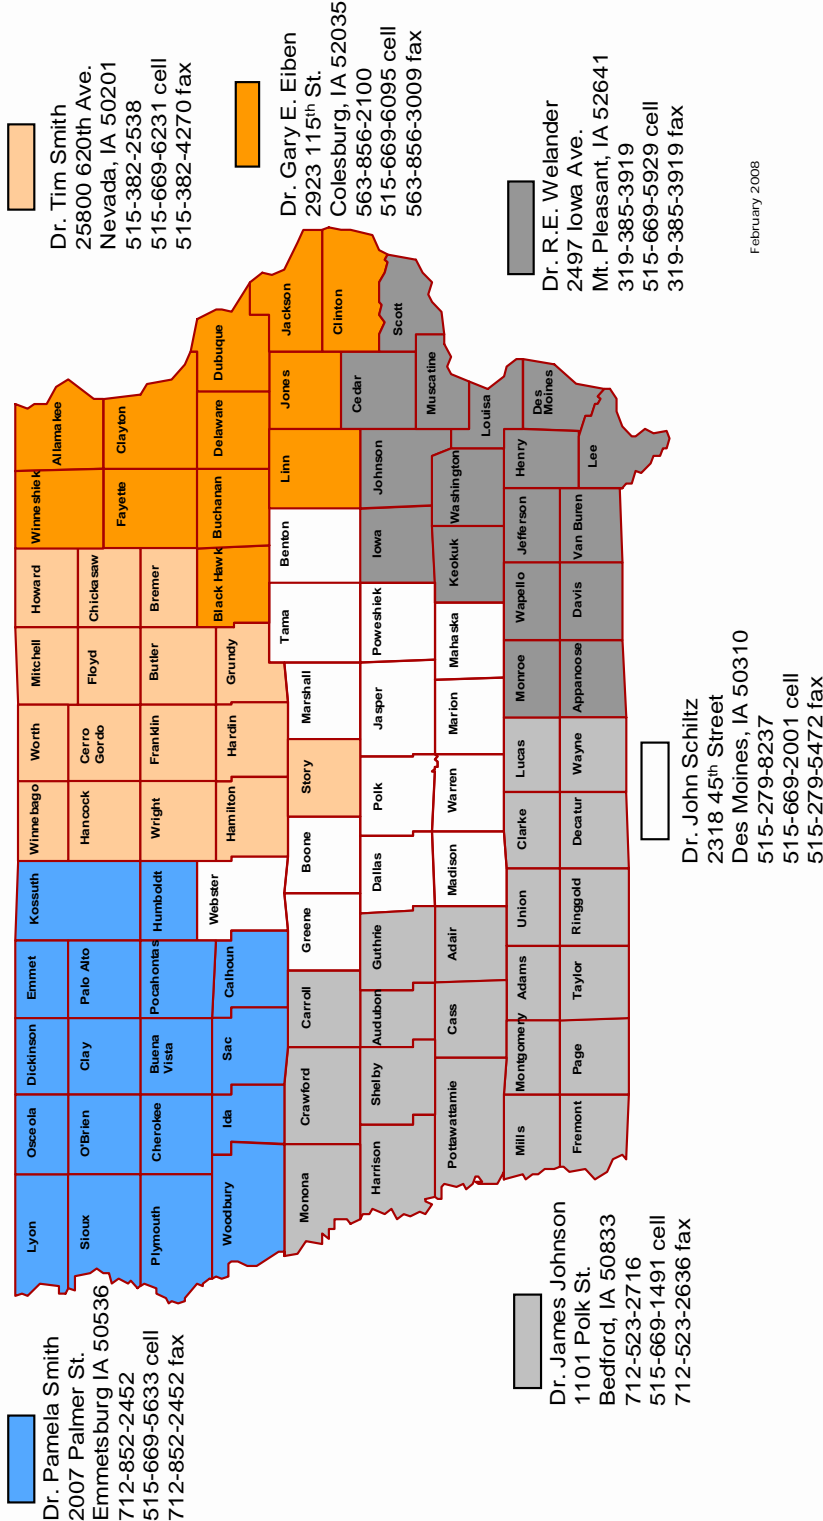 Dr. Pamela Smith
2007 Palmer St.
Emmetsburg IA 50536
712-852-2452
515-669-5633 cell
712-852-2452 fax
Dr. Tim Smith
25800 620th Ave.
Nevada, IA 50201
515-382-2538
515-669-6231 cell
515-382-4270 fax
Dr. Gary E. Eiben
2923 115th St.
Colesburg, IA 52035
563-856-2100
515-669-6095 cell
563-856-3009 fax
Lyon
Osceola
Dickinson
Emmet
Kossuth
Winnebago
Worth
Mitchell
Howard
Winneshiek
Allamakee
Sioux
O'Brien
Clay
Palo Alto
Hancock
Cerro
Gordo
Floyd
Chickasaw
Fayette
Clayton
Plymouth
Cherokee
Buena
Vista
Pocahontas
Humboldt
Wright
Franklin
Butler
Bremer
Woodbury
Ida
Sac
Calhoun
Webster
Hamilton
Hardin
Grundy
Black Hawk
Buchanan
Delaware
Dubuque
Monona
Crawford
Carroll
Greene
Boone
Story
Marshall
Tama
Benton
Linn
Jones
Jackson
Clinton
Harrison
Shelby
Audubon
Guthrie
Dallas
Polk
Jasper
Poweshiek
Iowa
Johnson
Cedar
Scott
Muscatine
Pottawattamie
Cass
Adair
Madison
Warren
Marion
Mahaska
Keokuk
Washington
Louisa
Mills
Montgomery
Adams
Union
Clarke
Lucas
Monroe
Wapello
Jefferson
Henry
Des
Moines
Fremont
Page
Taylor
Ringgold
Decatur
Wayne
Appanoose
Davis
Van Buren
Lee
Dr. James Johnson
1101 Polk St.
Bedford, IA 50833
712-523-2716
515-669-1491 cell
712-523-2636 fax
Dr. John Schiltz
2318 45th Street
Des Moines, IA 50310
515-279-8237
515-669-2001 cell
515-279-5472 fax
Dr. R.E. Welander
2497 Iowa Ave.
Mt. Pleasant, IA 52641
319-385-3919
515-669-5929 cell
319-385-3919 fax
February 2008